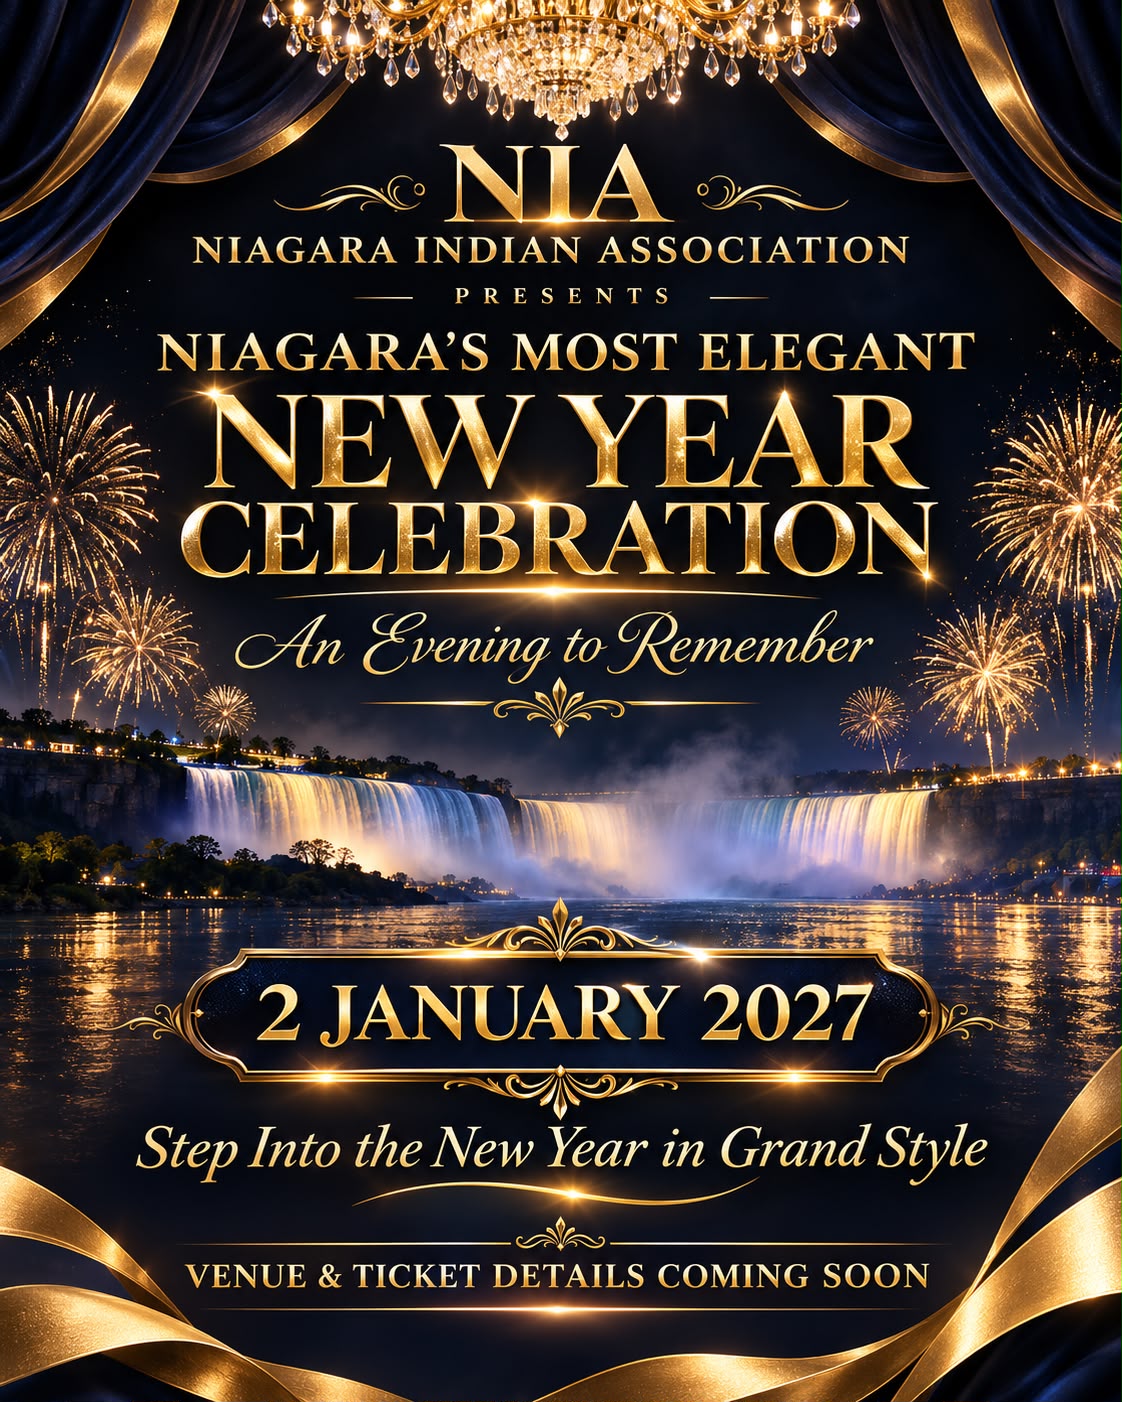 NIA
NIAGARA INDIAN ASSOCIATION
PRESENTS
NIAGARA’S MOST ELEGANT
NEW YEAR
CELEBRATION
An Evening to Remember
2 JANUARY 2027
Step Into the New Year in Grand Style
VENUE & TICKET DETAILS COMING SOON